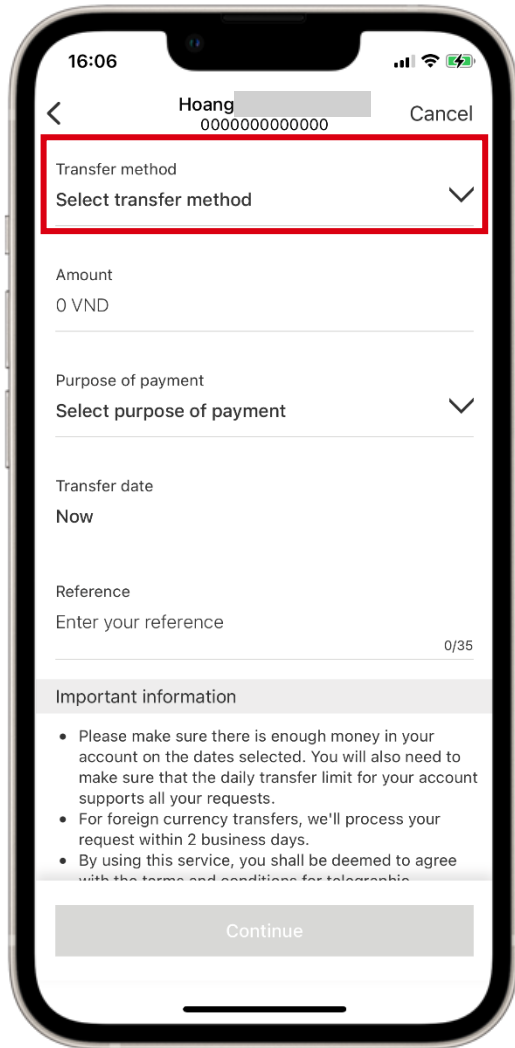 16:06
Hoang
0000000000000
Cancel
Transfer method
Select transfer method
Amount
0 VND
Purpose of payment
Select purpose of payment
Transfer date
Now
Reference
Enter your reference
0/35
Important information
• Please make sure there is enough money in your
account on the dates selected. You will also need to
make sure that the daily transfer limit for your account
supports all your requests.
• For foreign currency transfers, we'll process your
request within 2 business days.
• By using this service, you shall be deemed to agree
with the terms and conditions for telegraphic
Continue